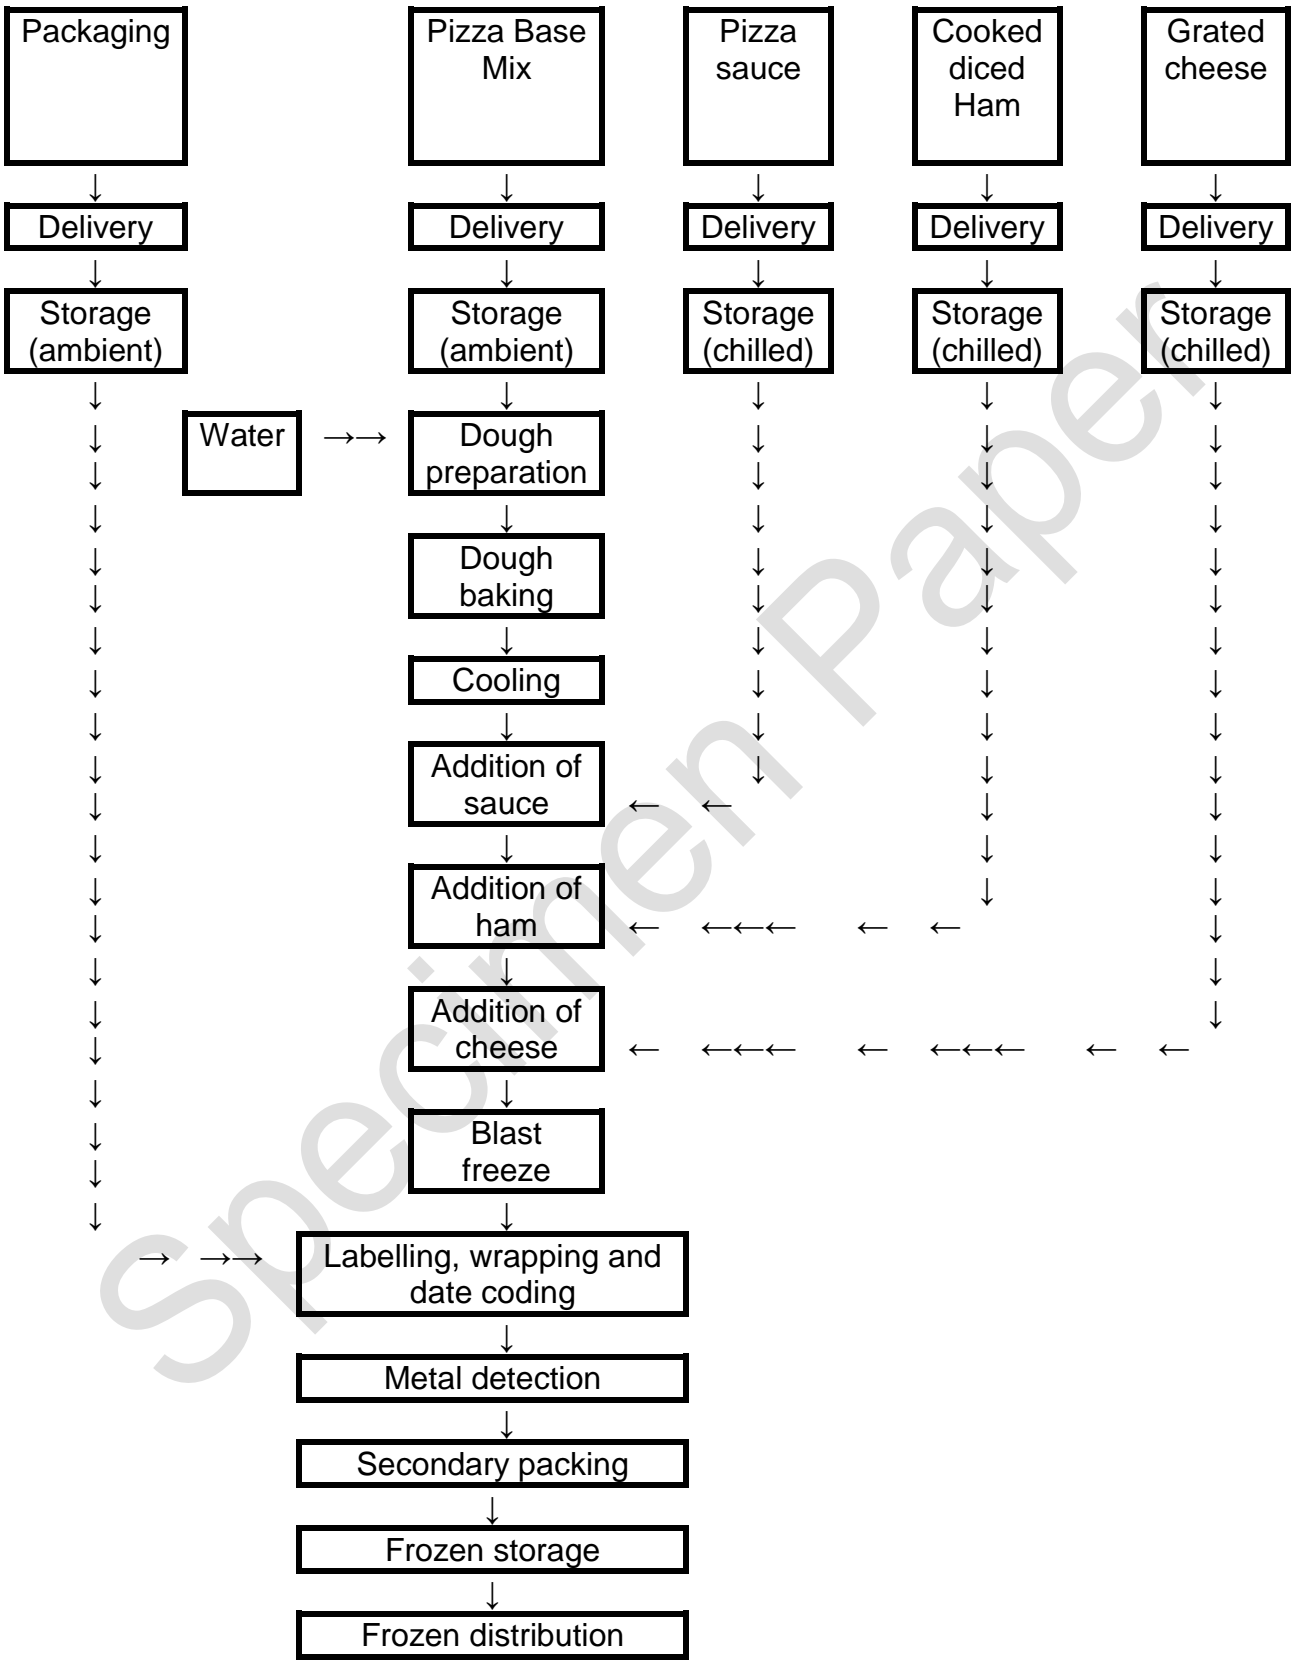 Packaging
Pizza Base
Mix
Pizza
sauce
Cooked
diced
Ham
Grated
cheese
Delivery
Delivery
Delivery
Delivery
Delivery
Storage
(ambient)
Storage
(ambient)
Storage
(chilled)
Storage
(chilled)
Storage
(chilled)
Water
Dough
preparation
Dough
baking
Cooling
Addition of
sauce
Addition of
ham
Addition of
cheese
Blast
freeze
Labelling, wrapping and
date coding
Metal detection
Secondary packing
Frozen storage
Frozen distribution
Specimen Paper